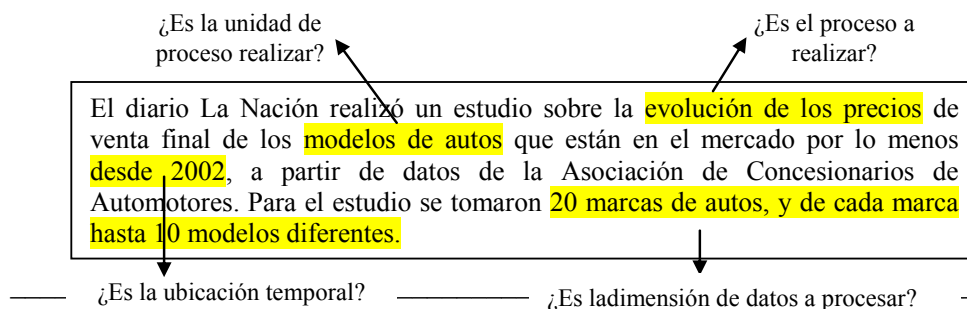 ¿Es la unidad de
proceso realizar?
¿Es el proceso a
realizar?
El diario La Nación realizó un estudio sobre la evolución de los precios de
venta final de los modelos de autos que están en el mercado por lo menos
desde 2002, a partir de datos de la Asociación de Concesionarios de
Automotores. Para el estudio se tomaron 20 marcas de autos, y de cada marca
hasta 10 modelos diferentes.
¿Es la ubicación temporal?
¿Es ladimensión de datos a procesar?